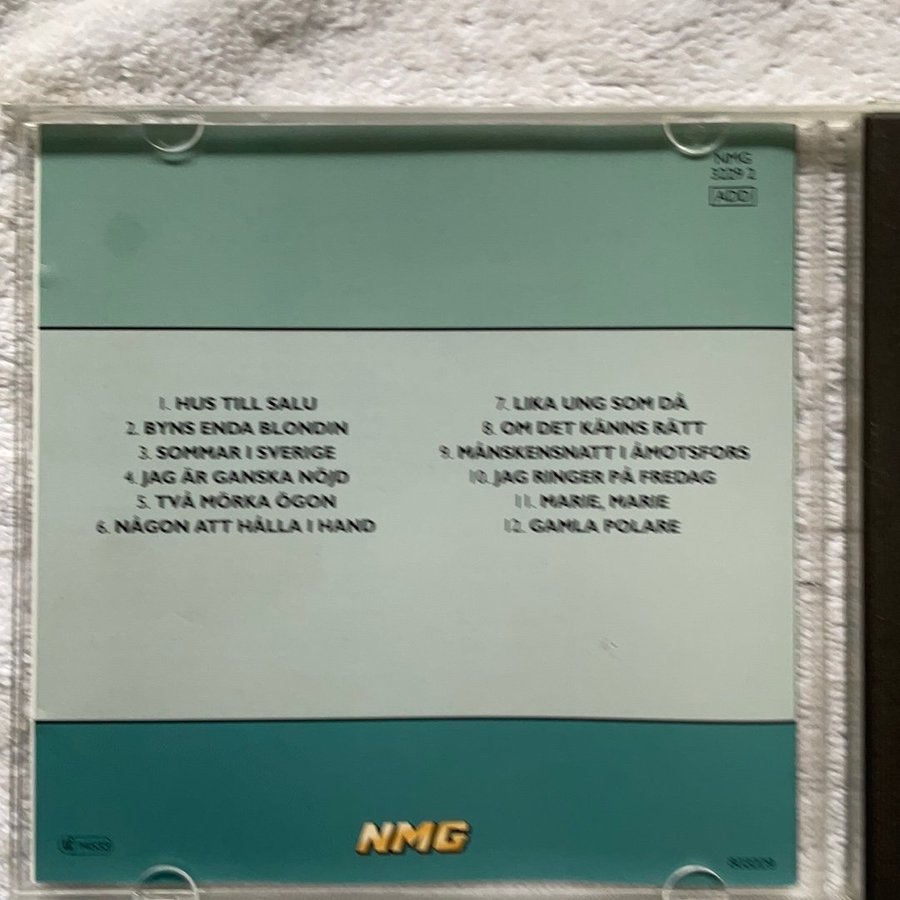 NMG
3229 2
ADD
1. HUS TILL SALU
2. BYNS ENDA BLONDIN
3. SOMMAR I SVERIGE
4. JAG ÄR GANSKA NÖJD
5. TVÅ MÖRKA ÖGON
6. NÅGON ATT HÅLLA I HAND
7. LIKA UNG SOM DÅ
8. OM DET KÄNNS RÄTT
9. MÅNSKENSNATT I ÅMOTSFORS
10. JAG RINGER PÅ FREDAG
11. MARIE, MARIE
12. GAMLA POLARE
NMG